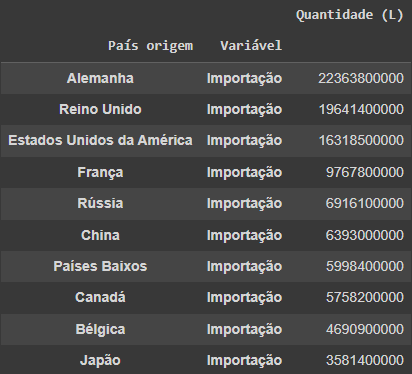 Quantidade (L)
País origem Variável
Alemanha Importação 22363800000
Reino Unido Importação 19641400000
Estados Unidos da América Importação 16318500000
França Importação 9767800000
Rússia Importação 6916100000
China Importação 6393000000
Países Baixos Importação 5998400000
Canadá Importação 5758200000
Bélgica Importação 4690900000
Japão Importação 3581400000